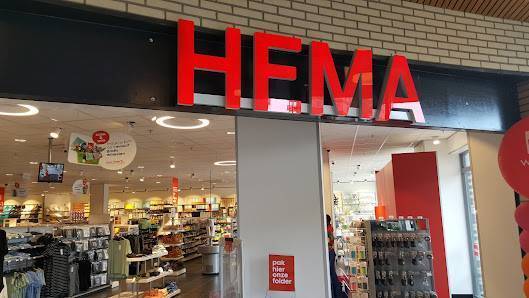 HEMA
pak
hier
onze
folder